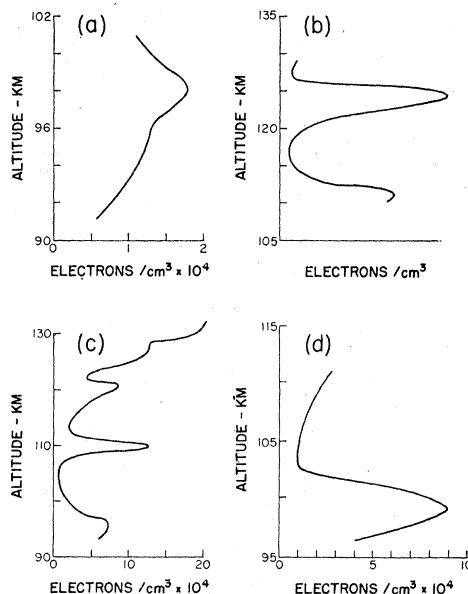 (a)
102
96
90
ALTITUDE - KM
0 1 2
ELECTRONS /cm³ x 10⁴
(b)
135
120
105
ALTITUDE - KM
ELECTRONS /cm³
(c)
130
110
90
ALTITUDE - KM
0 10 20
ELECTRONS /cm³ x 10⁴
(d)
115
105
95
ALTITUDE - KM
0 5 10
ELECTRONS /cm³ x 10⁴